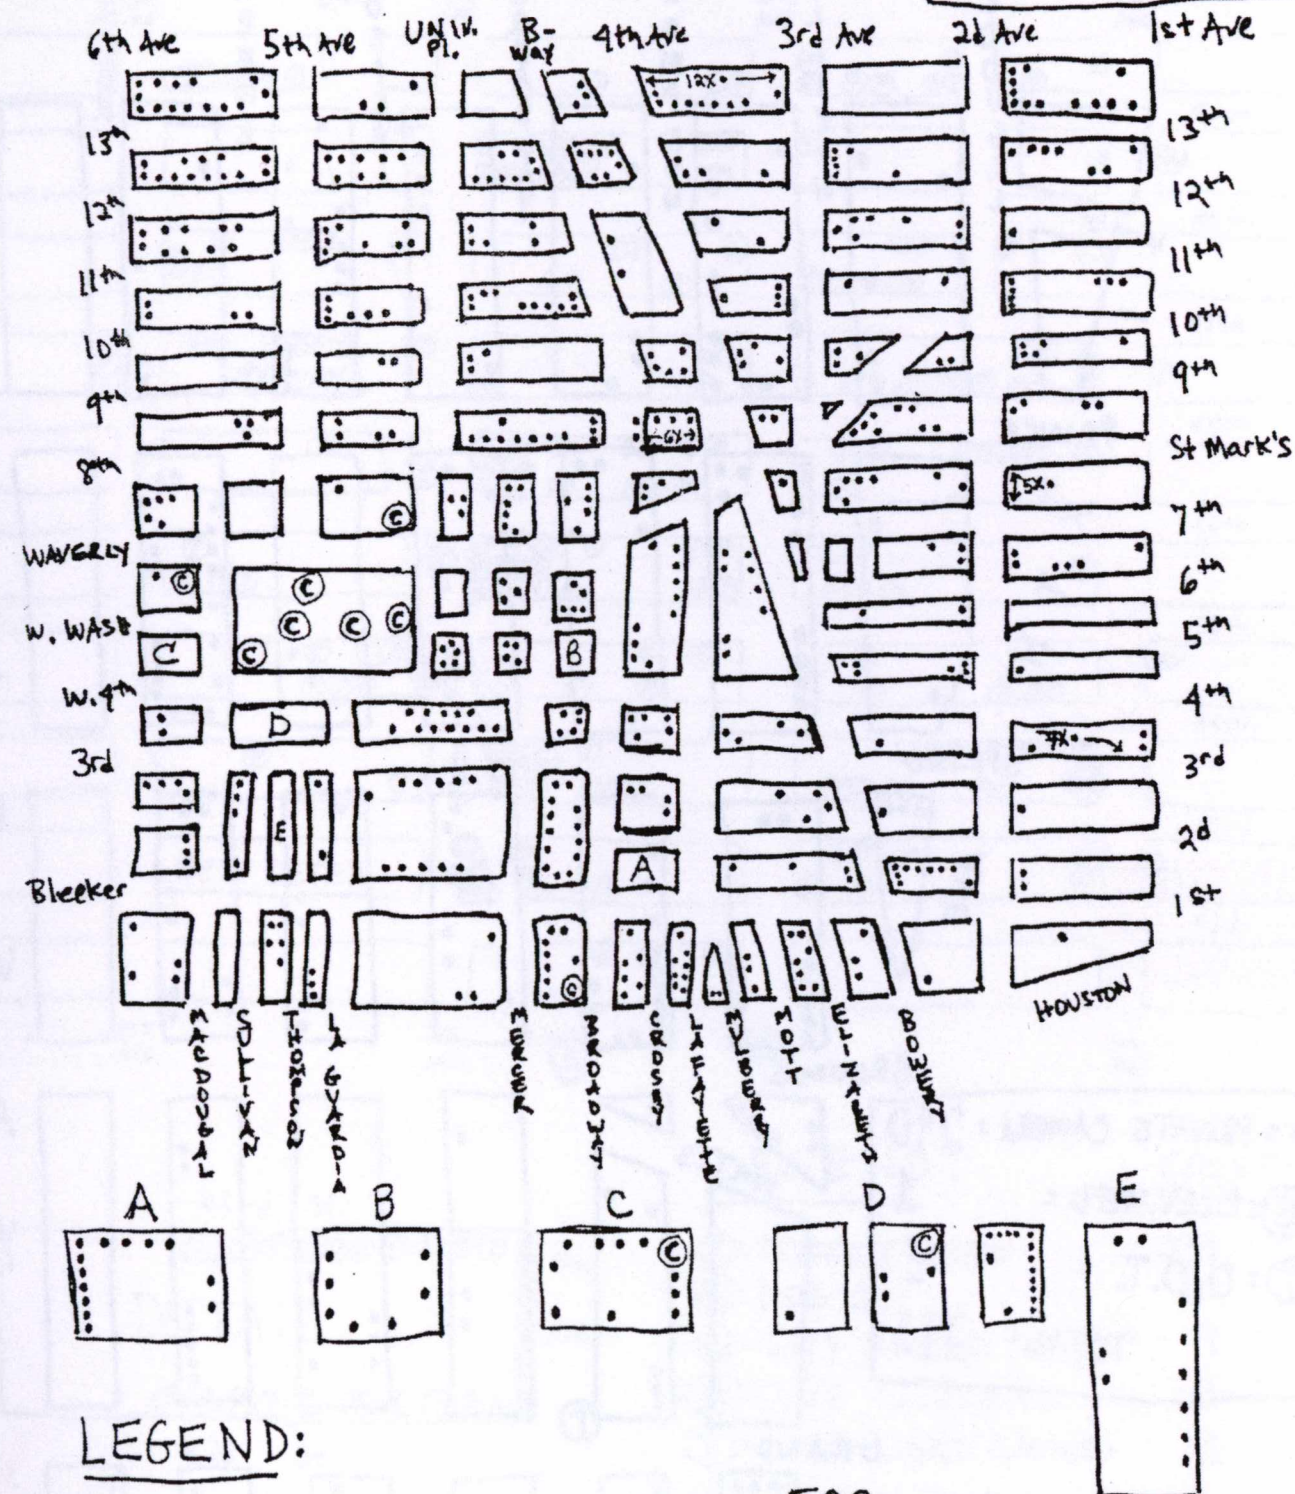 6th Ave 5th Ave UNIV. Pl. B-way 4th Ave 3rd Ave 2d Ave 1st Ave
12x
13th
13th
12th
12th
11th
11th
10th
10th
9th
9th
6x
St Mark's
8th
5x
7th
C
WAVERLY
6th
C C
C C C C
W. WASH
5th
C C B
W. 4th
4th
D
3rd
3rd
E
2d
A
Bleeker
1st
C
HOUSTON
MACDOUGAL
SULLIVAN
THOMPSON
LA GUARDIA
MERCER
BROADWAY
CROSBY
LAFAYETTE
MULBERRY
MOTT
ELIZABETH
BOWERY
A B C D E
C C
LEGEND: